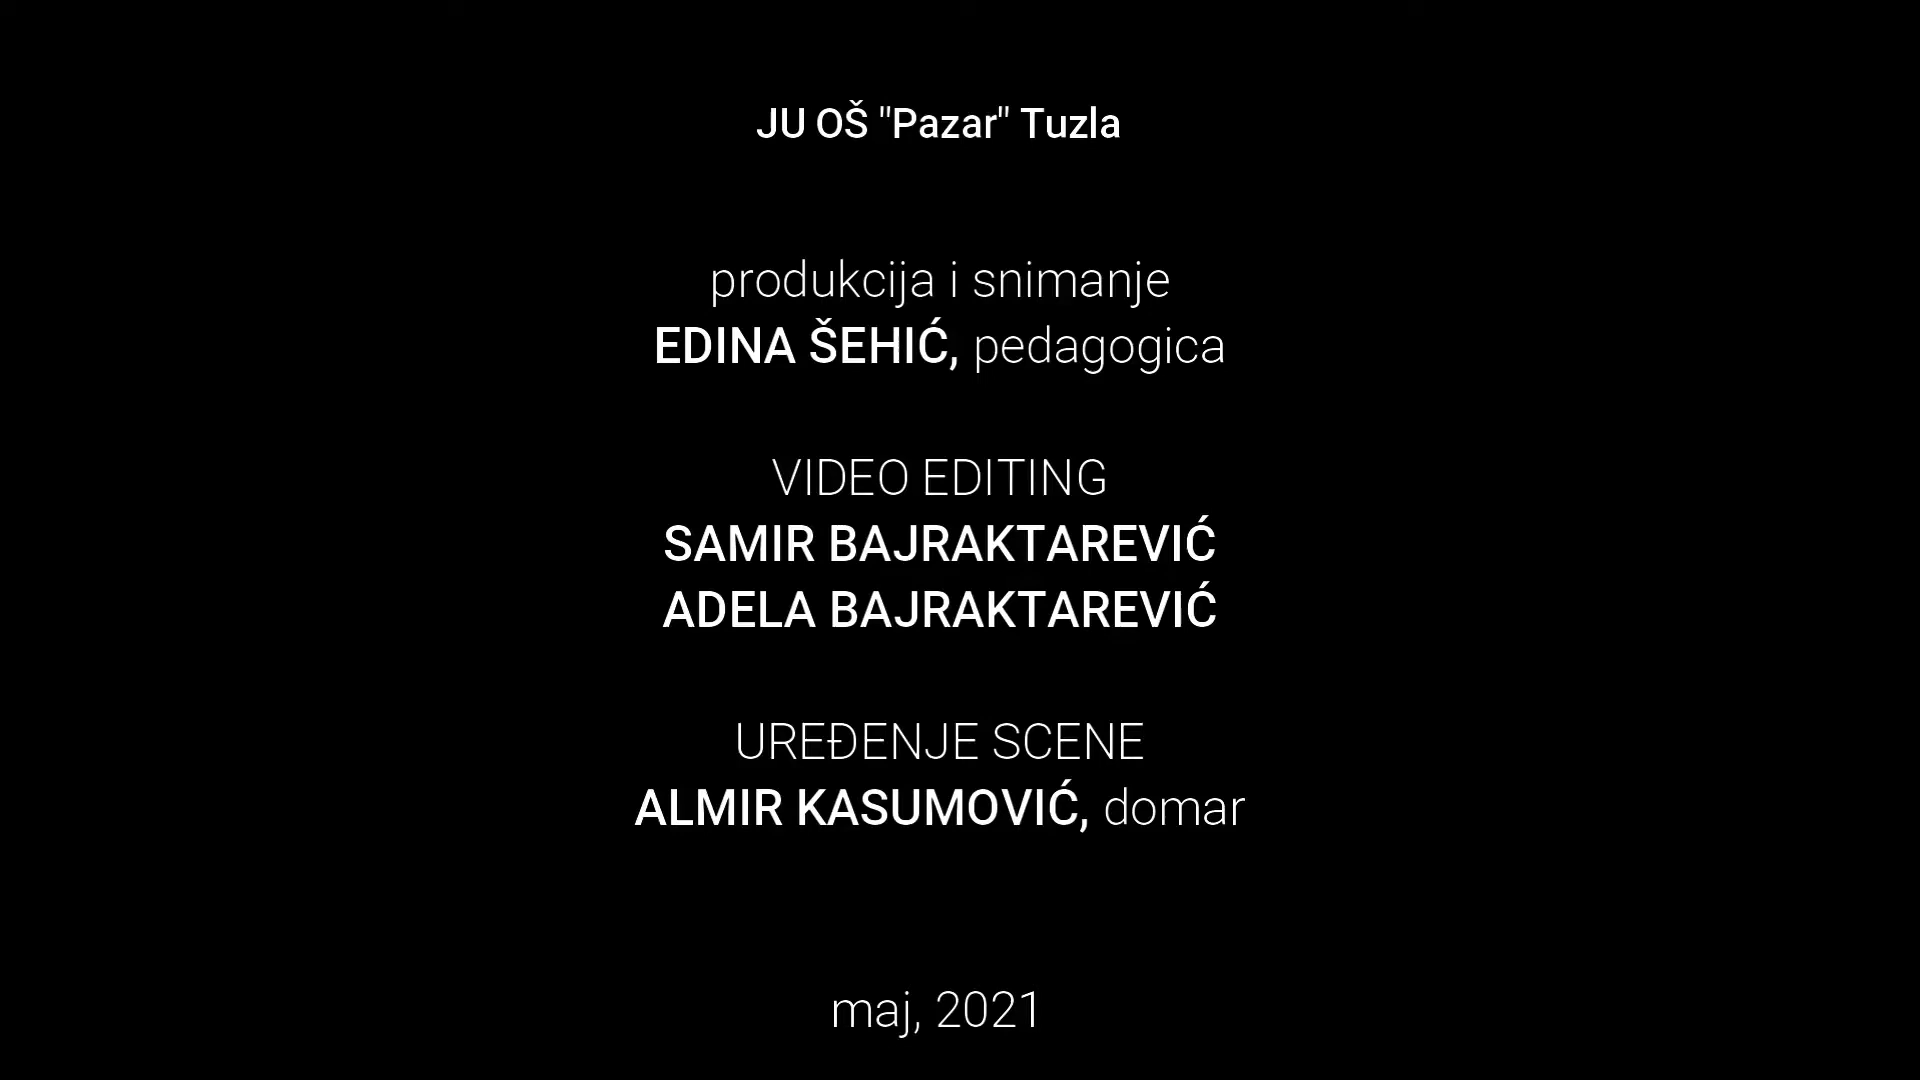 JU OŠ "Pazar" Tuzla
produkcija i snimanje
EDINA ŠEHIĆ, pedagogica
VIDEO EDITING
SAMIR BAJRAKTAREVIĆ
ADELA BAJRAKTAREVIĆ
UREĐENJE SCENE
ALMIR KASUMOVIĆ, domar
maj, 2021